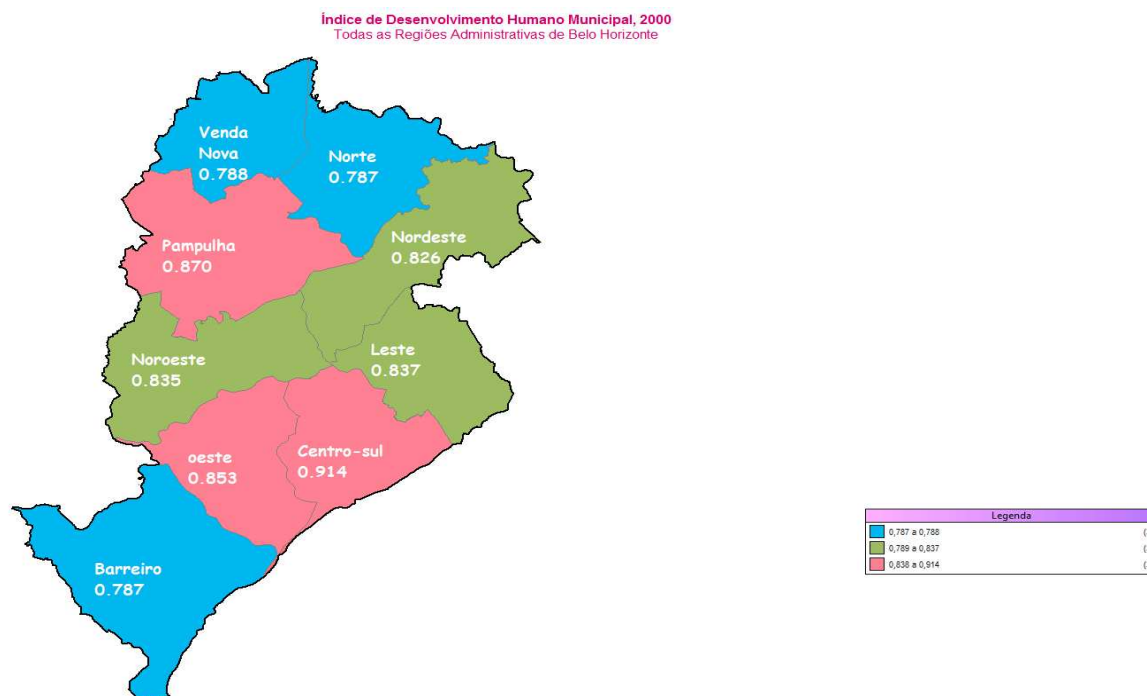 Índice de Desenvolvimento Humano Municipal, 2000
Todas as Regiões Administrativas de Belo Horizonte
Venda
Nova
0.788
Norte
0.787
Nordeste
0.826
Pampulha
0.870
Noroeste
0.835
Leste
0.837
oeste
0.853
Centro-sul
0.914
Barreiro
0.787
Legenda
0,787 a 0,788 (
0,789 a 0,837 (
0,838 a 0,914 (